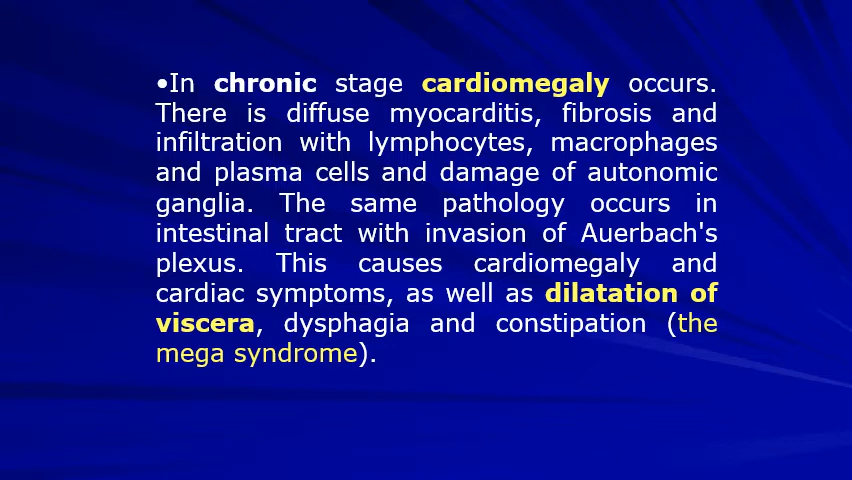 •In chronic stage cardiomegaly occurs.
There is diffuse myocarditis, fibrosis and
infiltration with lymphocytes, macrophages
and plasma cells and damage of autonomic
ganglia. The same pathology occurs in
intestinal tract with invasion of Auerbach's
plexus. This causes cardiomegaly and
cardiac symptoms, as well as dilatation of
viscera, dysphagia and constipation (the
mega syndrome).